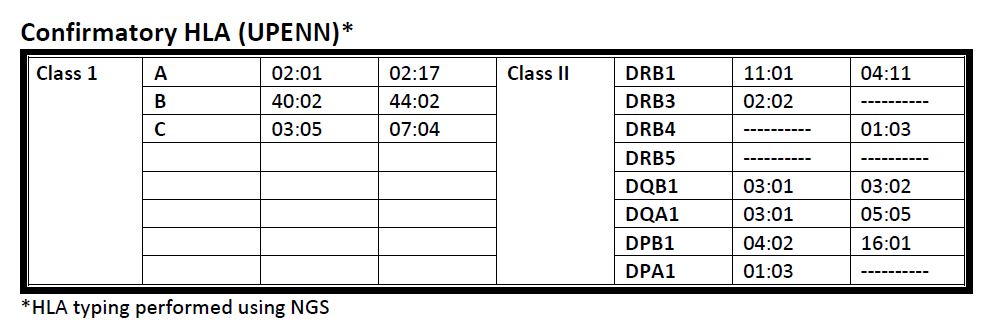 Confirmatory HLA (UPENN)*
Class 1 A 02:01 02:17 Class II DRB1 11:01 04:11
B 40:02 44:02 DRB3 02:02 ----------
C 03:05 07:04 DRB4 ---------- 01:03
DRB5 ---------- ----------
DQB1 03:01 03:02
DQA1 03:01 05:05
DPB1 04:02 16:01
DPA1 01:03 ----------
*HLA typing performed using NGS